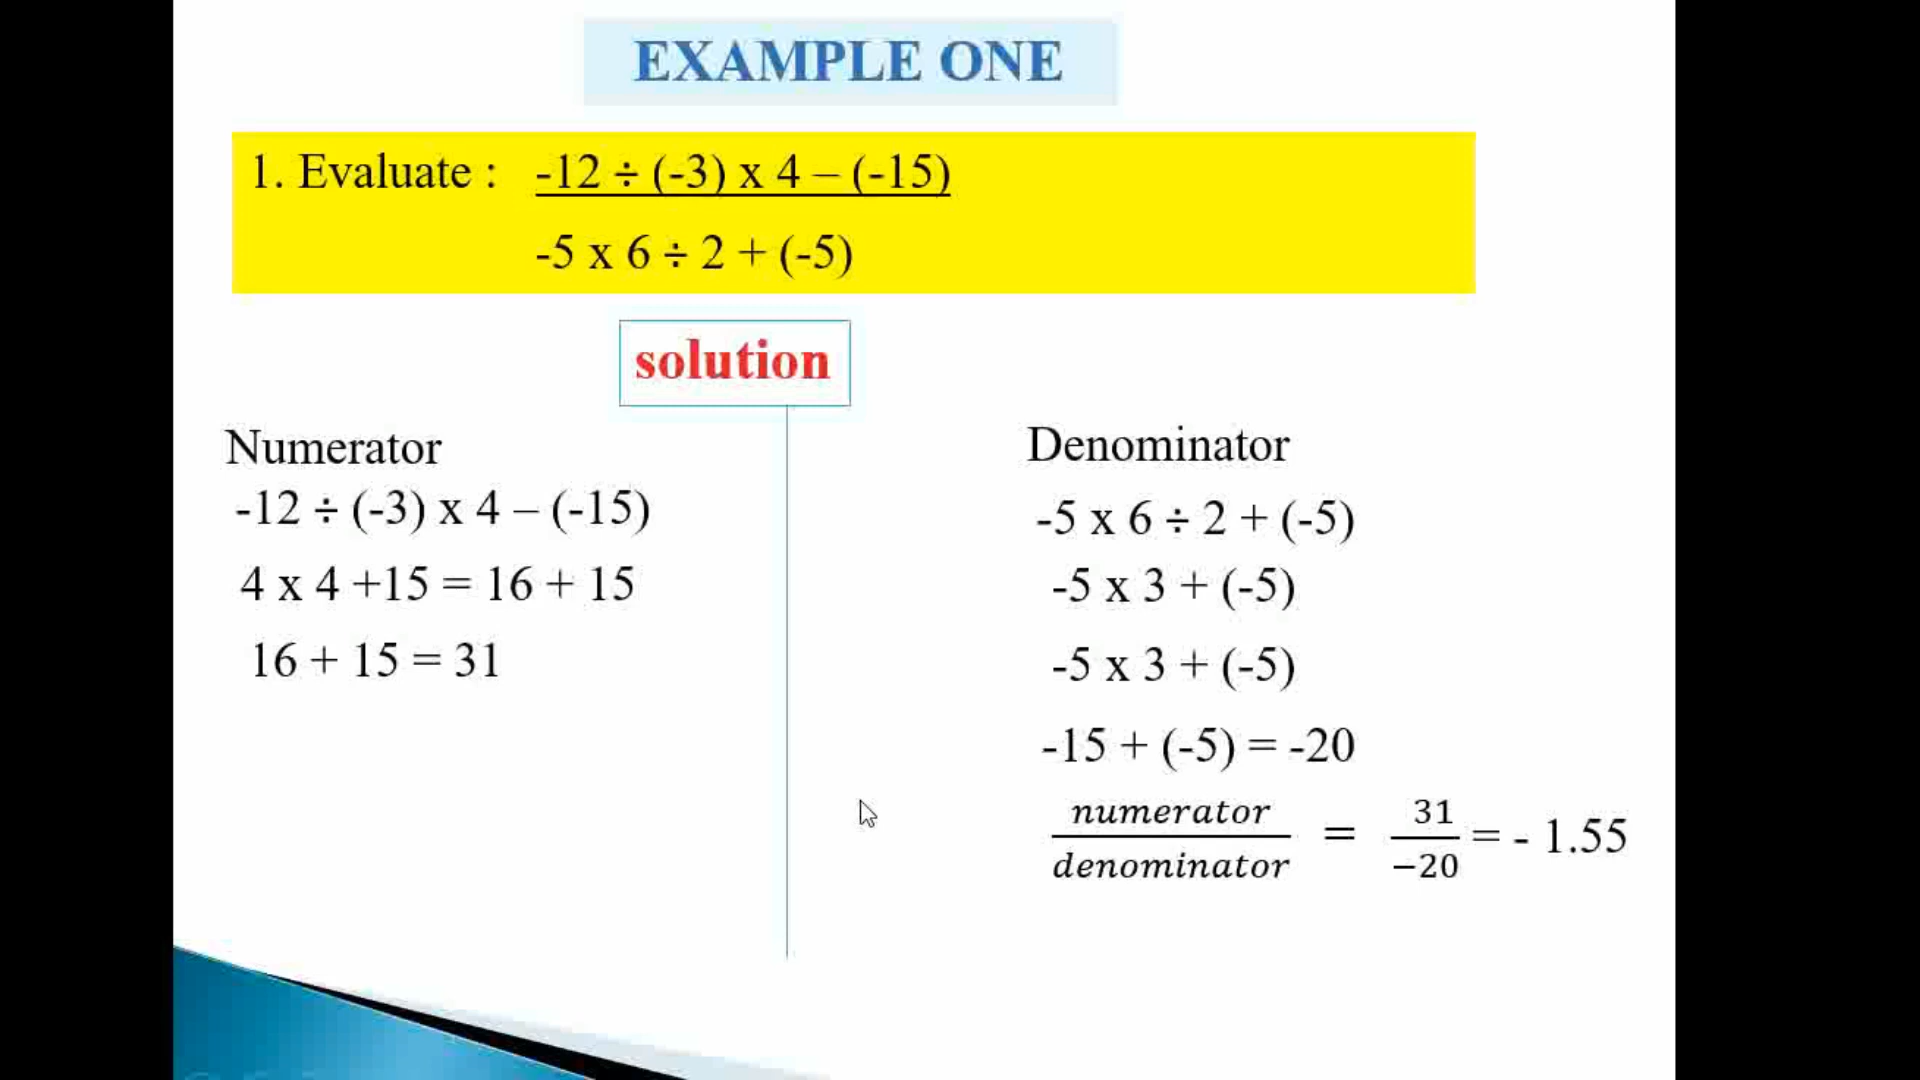 EXAMPLE ONE
1. Evaluate : -12 ÷ (-3) x 4 – (-15)
-5 x 6 ÷ 2 + (-5)
solution
Numerator
-12 ÷ (-3) x 4 – (-15)
4 x 4 +15 = 16 + 15
16 + 15 = 31
Denominator
-5 x 6 ÷ 2 + (-5)
-5 x 3 + (-5)
-5 x 3 + (-5)
-15 + (-5) = -20
numerator/denominator = 31/−20 = - 1.55